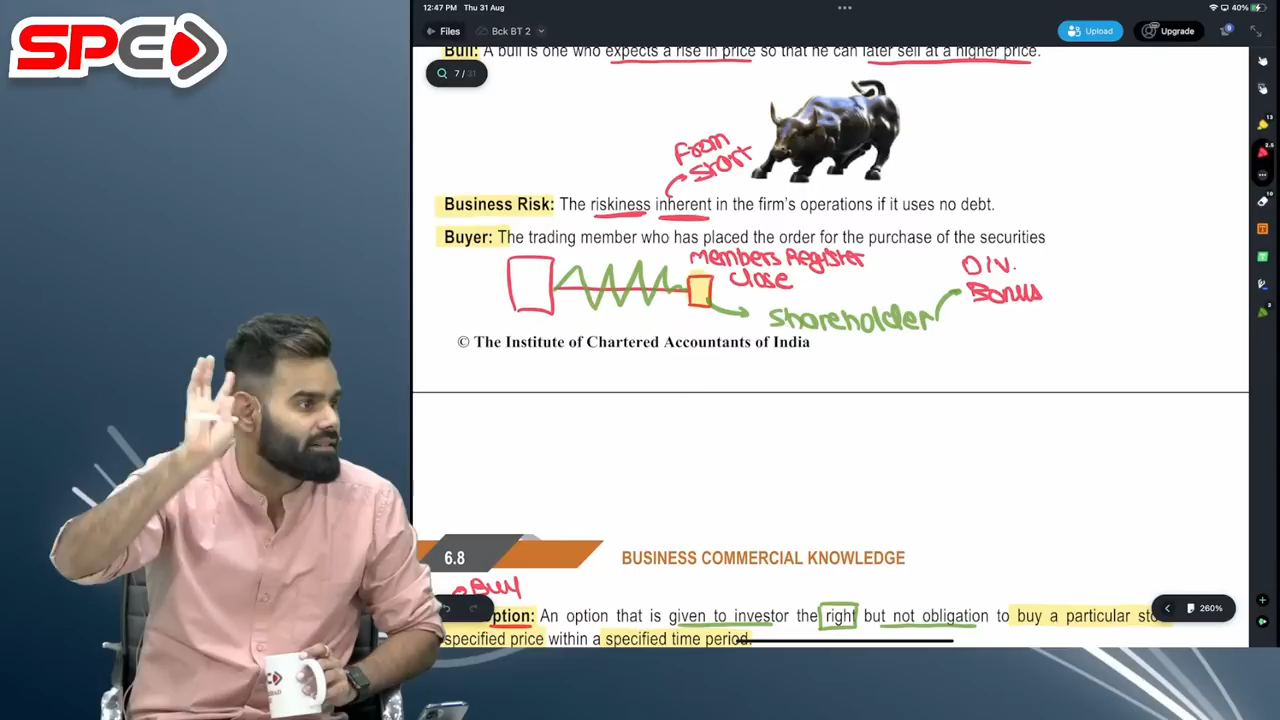 SPC
12:47 PM Thu 31 Aug
40%
Files
Bck BT 2
Upload
Upgrade
Bull: A bull is one who expects a rise in price so that he can later sell at a higher price.
7 / 31
From
Start
Business Risk: The riskiness inherent in the firm's operations if it uses no debt.
Buyer: The trading member who has placed the order for the purchase of the securities
Members Register
Close
Div.
Bonus
Shareholder
© The Institute of Chartered Accountants of India
6.8
BUSINESS COMMERCIAL KNOWLEDGE
Buy
ption: An option that is given to investor the right but not obligation to buy a particular sto
260%
specified price within a specified time period.